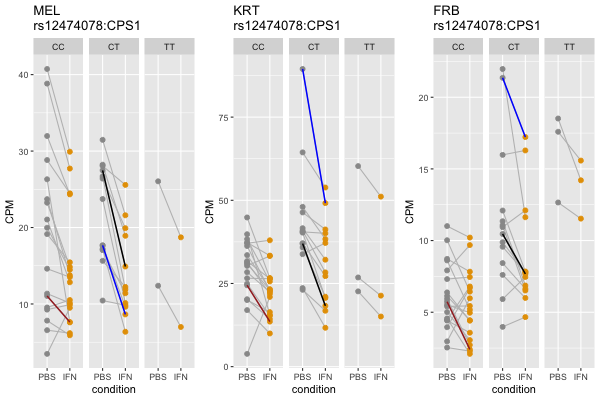 MEL
rs12474078:CPS1
CC CT TT
CPM
40
30
20
10
PBS IFN PBS IFN PBS IFN
condition
KRT
rs12474078:CPS1
CC CT TT
CPM
75
50
25
0
PBS IFN PBS IFN PBS IFN
condition
FRB
rs12474078:CPS1
CC CT TT
CPM
20
15
10
5
PBS IFN PBS IFN PBS IFN
condition